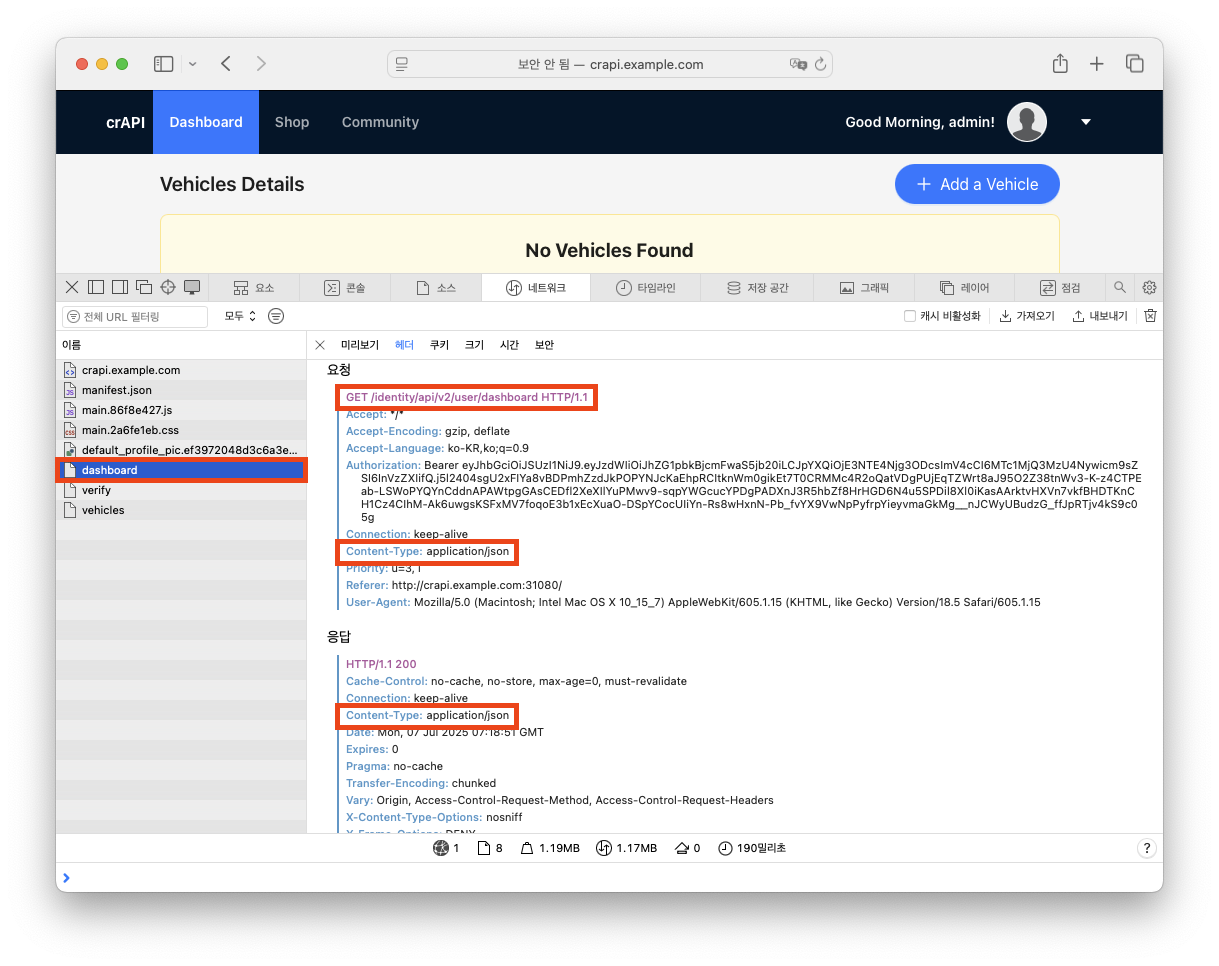 보안 안 됨 — crapi.example.com
crAPI Dashboard Shop Community Good Morning, admin!
Vehicles Details
+ Add a Vehicle
No Vehicles Found
요소 콘솔 소스 네트워크 타임라인 저장 공간 그래픽 레이어 점검
전체 URL 필터링 모두 캐시 비활성화 가져오기 내보내기
이름
미리보기 헤더 쿠키 크기 시간 보안
crapi.example.com
manifest.json
main.86f8e427.js
main.2a6fe1eb.css
default_profile_pic.ef3972048d3c6a3e...
dashboard
verify
vehicles
요청
GET /identity/api/v2/user/dashboard HTTP/1.1
Accept: */*
Accept-Encoding: gzip, deflate
Accept-Language: ko-KR,ko;q=0.9
Authorization: Bearer
Connection: keep-alive
Content-Type: application/json
Priority: u=3, i
Referer: http://crapi.example.com:31080/
User-Agent: Mozilla/5.0 (Macintosh; Intel Mac OS X 10_15_7) AppleWebKit/605.1.15 (KHTML, like Gecko) Version/18.5 Safari/605.1.15
응답
HTTP/1.1 200
Cache-Control: no-cache, no-store, max-age=0, must-revalidate
Connection: keep-alive
Content-Type: application/json
Date: Mon, 07 Jul 2025 07:18:51 GMT
Expires: 0
Pragma: no-cache
Transfer-Encoding: chunked
Vary: Origin, Access-Control-Request-Method, Access-Control-Request-Headers
X-Content-Type-Options: nosniff
X-Frame-Options: DENY
1 8 1.19MB 1.17MB 0 190밀리초 ?